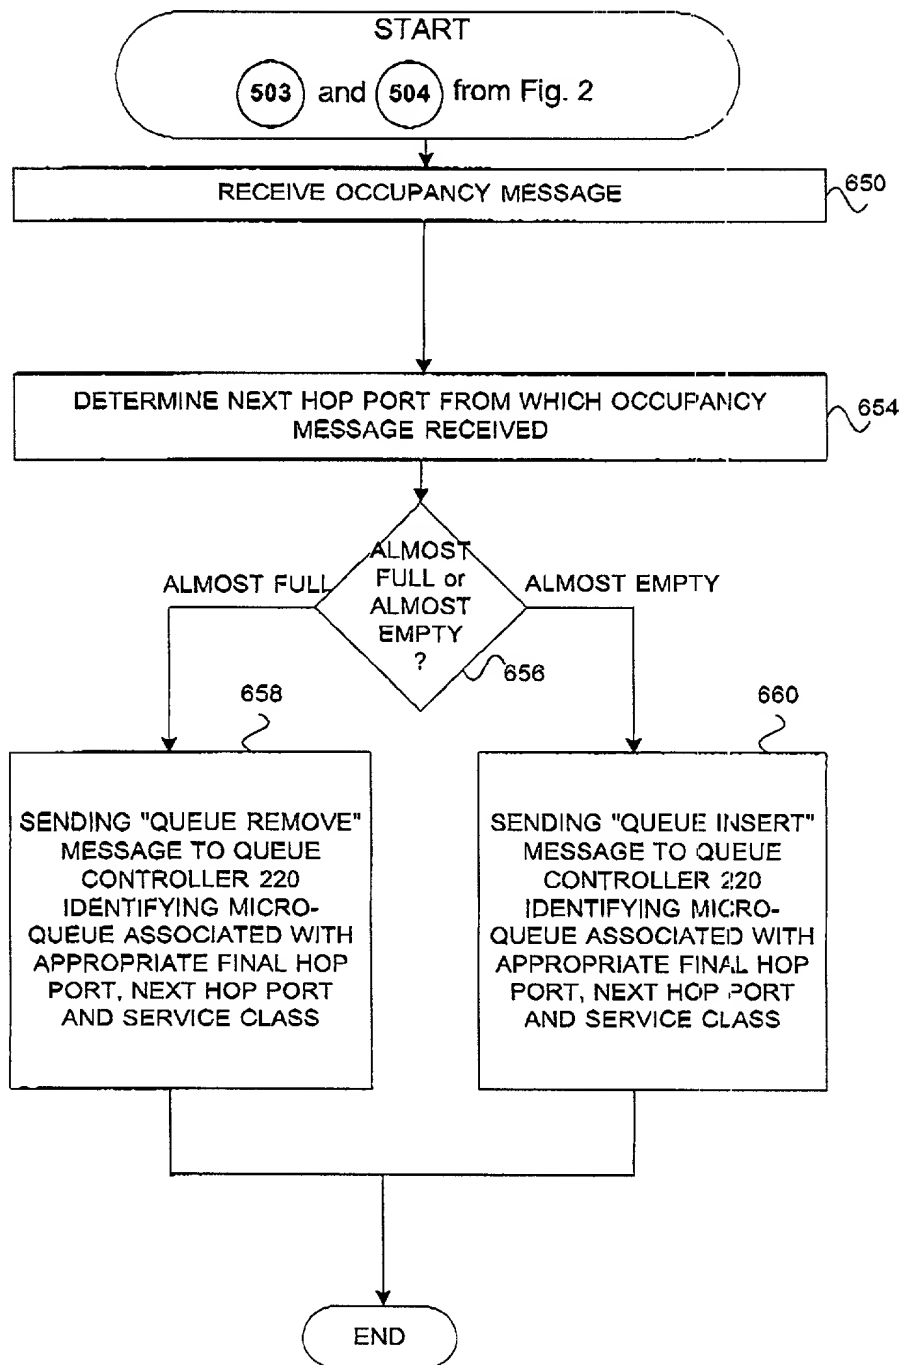 START
503 and 504 from Fig. 2
RECEIVE OCCUPANCY MESSAGE
650
DETERMINE NEXT HOP PORT FROM WHICH OCCUPANCY
MESSAGE RECEIVED
654
ALMOST
FULL or
ALMOST
EMPTY
?
ALMOST FULL
ALMOST EMPTY
656
658
SENDING "QUEUE REMOVE"
MESSAGE TO QUEUE
CONTROLLER 220
IDENTIFYING MICRO-
QUEUE ASSOCIATED WITH
APPROPRIATE FINAL HOP
PORT, NEXT HOP PORT
AND SERVICE CLASS
660
SENDING "QUEUE INSERT"
MESSAGE TO QUEUE
CONTROLLER 220
IDENTIFYING MICRO-
QUEUE ASSOCIATED WITH
APPROPRIATE FINAL HOP
PORT, NEXT HOP PORT
AND SERVICE CLASS
END